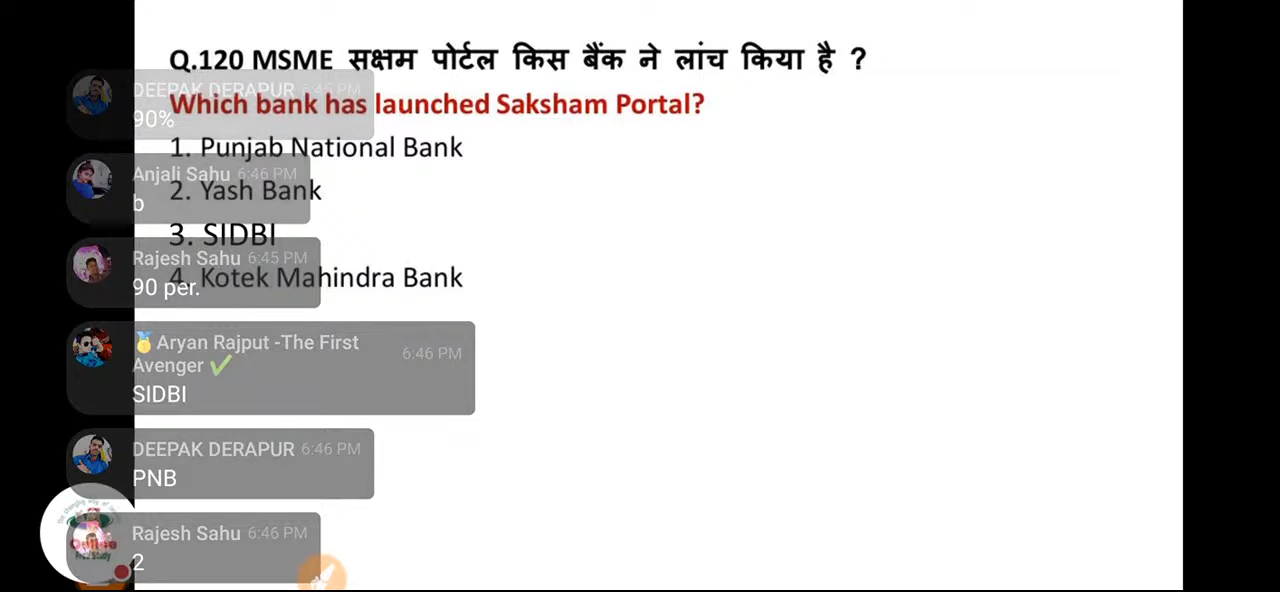 Q.120 MSME सक्षम पोर्टल किस बैंक ने लांच किया है ?
Which bank has launched Saksham Portal?
1. Punjab National Bank
2. Yash Bank
3. SIDBI
4. Kotek Mahindra Bank
DEEPAK DERAPUR 6:45 PM
90%
Anjali Sahu 6:46 PM
b
Rajesh Sahu 6:45 PM
90 per.
🥇Aryan Rajput -The First
Avenger ✅ 6:46 PM
SIDBI
DEEPAK DERAPUR 6:46 PM
PNB
Rajesh Sahu 6:46 PM
2